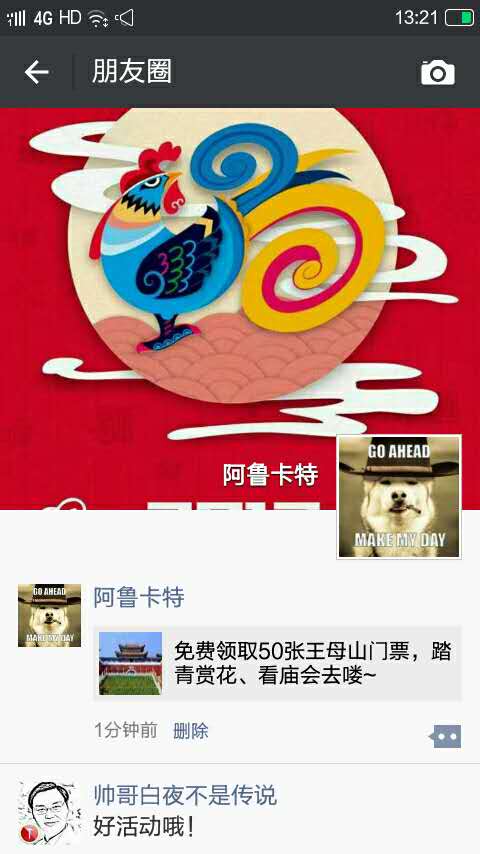 4G HD 13:21
朋友圈
阿鲁卡特
GO AHEAD
MAKE MY DAY
GO AHEAD
MAKE MY DAY
阿鲁卡特
免费领取50张王母山门票，踏
青赏花、看庙会去喽~
1分钟前 删除
帅哥白夜不是传说
好活动哦！